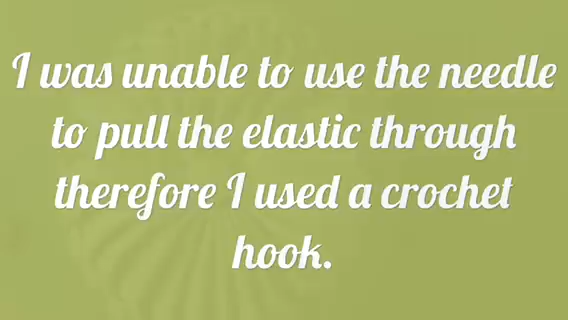 I was unable to use the needle
to pull the elastic through
therefore I used a crochet
hook.